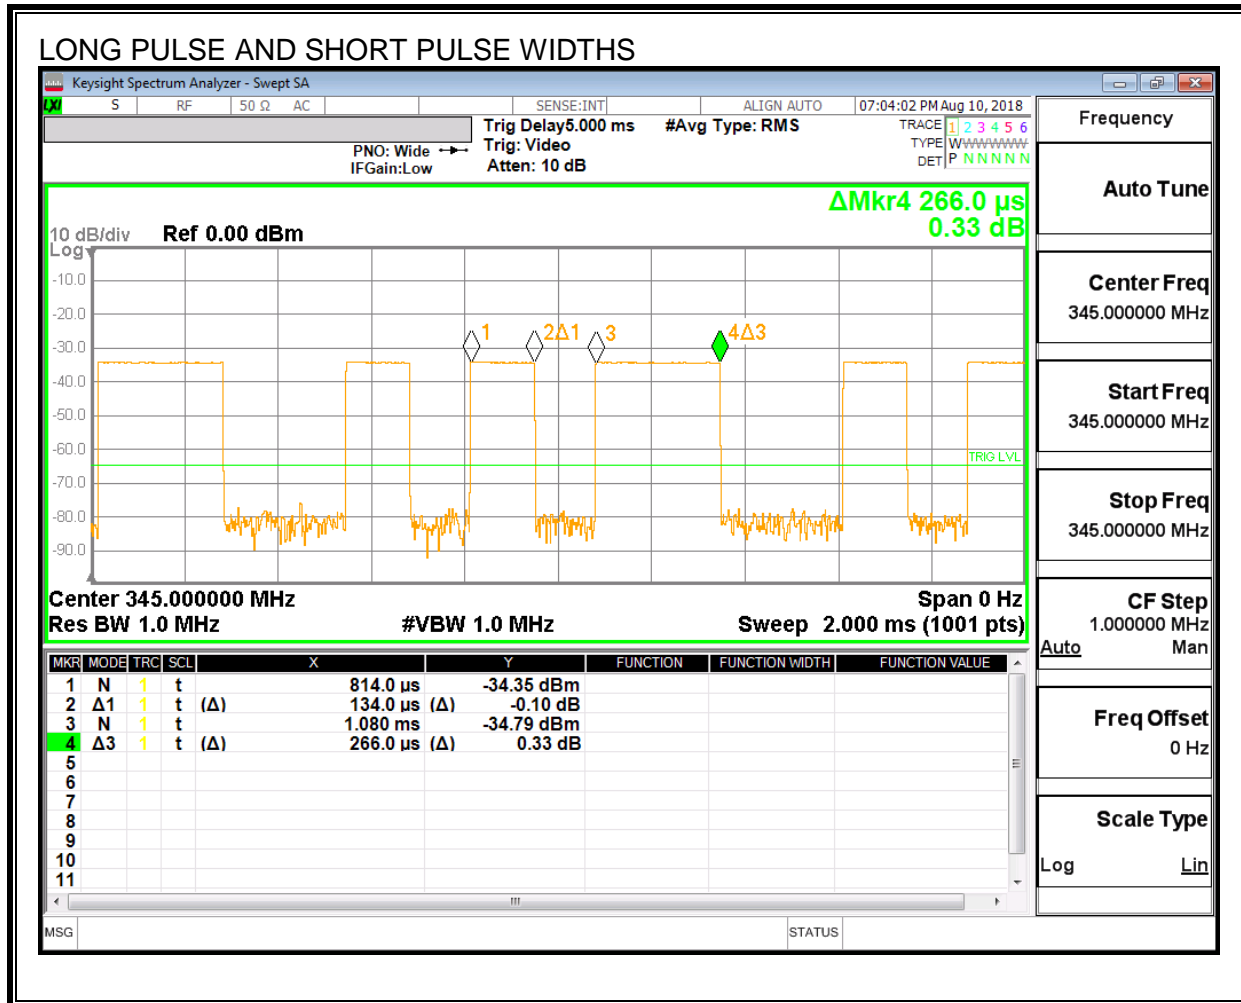 LONG PULSE AND SHORT PULSE WIDTHS
Keysight Spectrum Analyzer - Swept SA
LXI S RF 50 Ω AC SENSE:INT ALIGN AUTO 07:04:02 PM Aug 10, 2018
Trig Delay5.000 ms #Avg Type: RMS TRACE 1 2 3 4 5 6
PNO: Wide Trig: Video TYPE WWWWWW
IFGain:Low Atten: 10 dB DET P N N N N N
ΔMkr4 266.0 µs
0.33 dB
10 dB/div Ref 0.00 dBm
Log
-10.0
-20.0
-30.0
-40.0
-50.0
-60.0
-70.0
-80.0
-90.0
1 2Δ1 3 4Δ3
TRIG LVL
Center 345.000000 MHz Span 0 Hz
Res BW 1.0 MHz #VBW 1.0 MHz Sweep 2.000 ms (1001 pts)
MKR MODE TRC SCL X Y FUNCTION FUNCTION WIDTH FUNCTION VALUE
1 N 1 t 814.0 µs -34.35 dBm
2 Δ1 1 t (Δ) 134.0 µs (Δ) -0.10 dB
3 N 1 t 1.080 ms -34.79 dBm
4 Δ3 1 t (Δ) 266.0 µs (Δ) 0.33 dB
5
6
7
8
9
10
11
MSG STATUS
Frequency
Auto Tune
Center Freq
345.000000 MHz
Start Freq
345.000000 MHz
Stop Freq
345.000000 MHz
CF Step
1.000000 MHz
Auto Man
Freq Offset
0 Hz
Scale Type
Log Lin